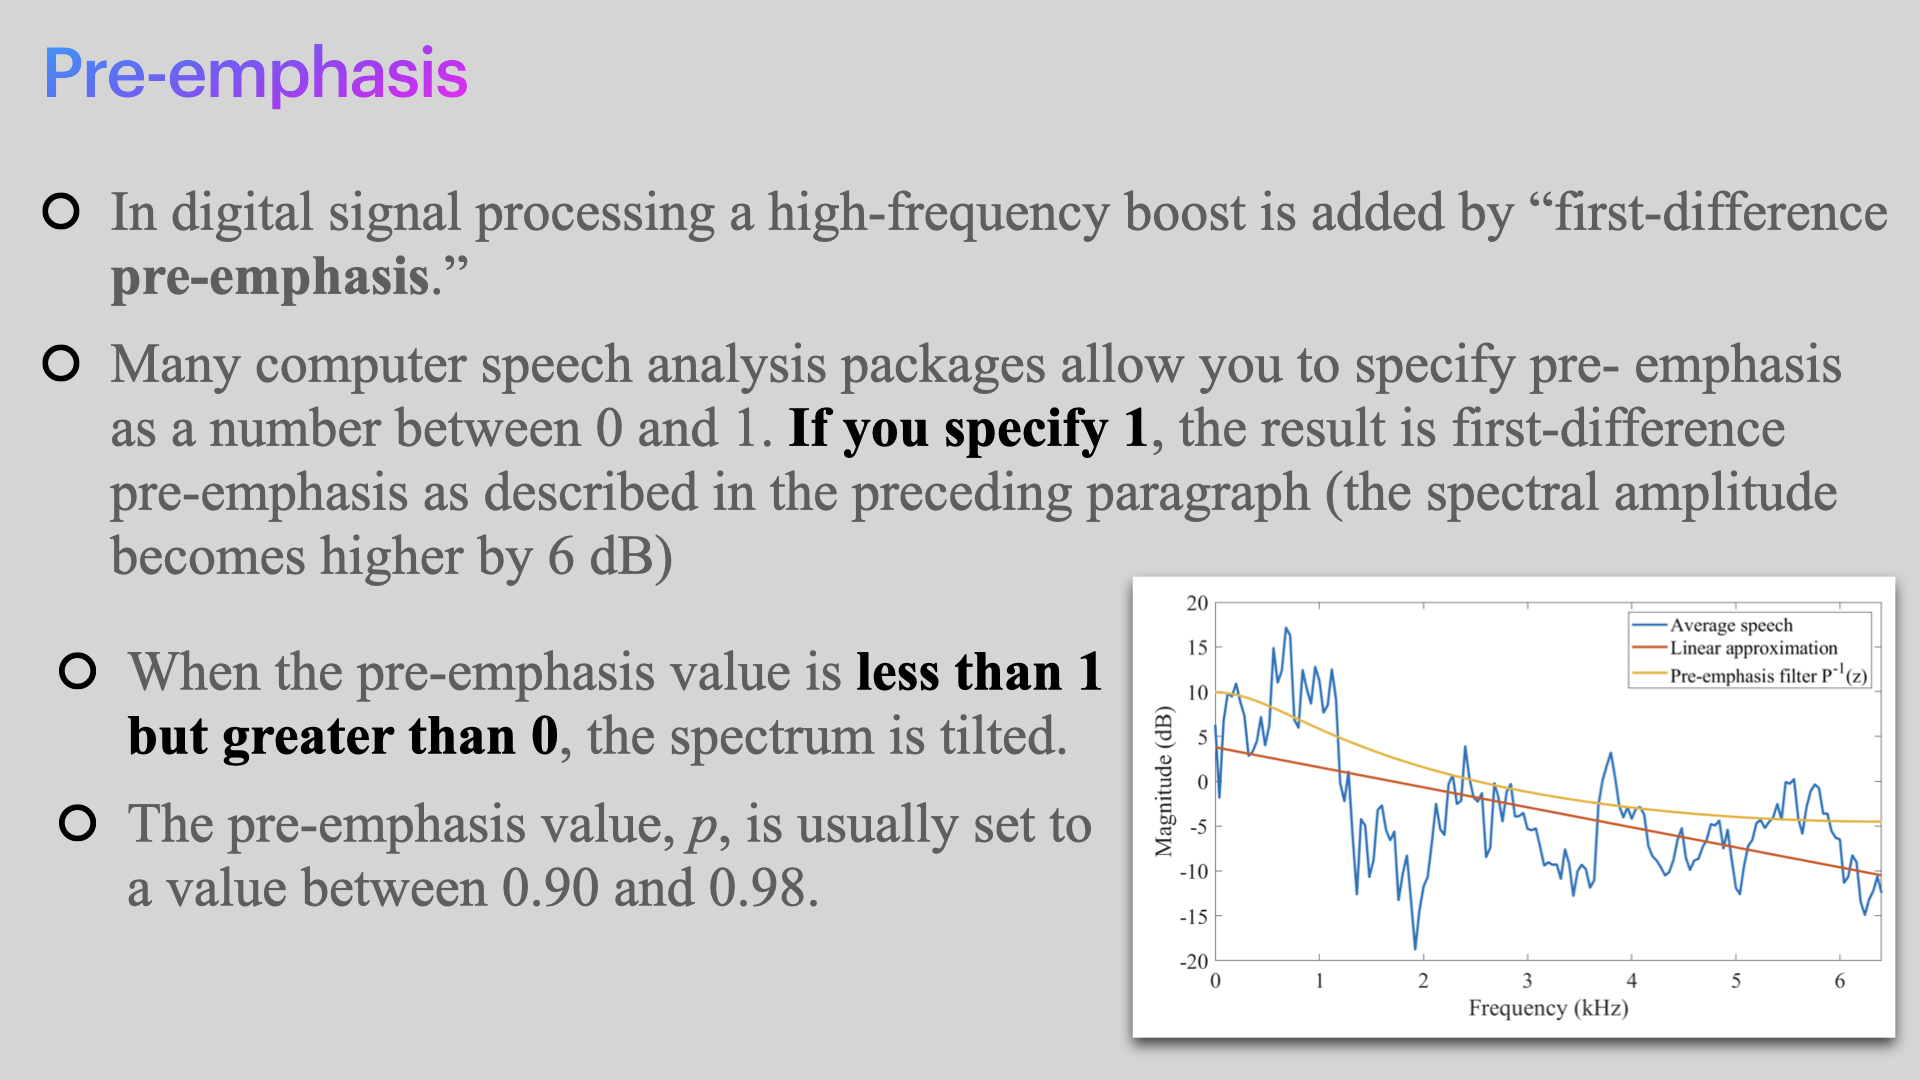 Pre-emphasis
In digital signal processing a high-frequency boost is added by “first-difference
pre-emphasis.”
Many computer speech analysis packages allow you to specify pre- emphasis
as a number between 0 and 1. If you specify 1, the result is first-difference
pre-emphasis as described in the preceding paragraph (the spectral amplitude
becomes higher by 6 dB)
When the pre-emphasis value is less than 1
but greater than 0, the spectrum is tilted.
The pre-emphasis value, p, is usually set to
a value between 0.90 and 0.98.
20
15
10
5
0
-5
-10
-15
-20
Magnitude (dB)
Average speech
Linear approximation
Pre-emphasis filter P⁻¹(z)
0 1 2 3 4 5 6
Frequency (kHz)